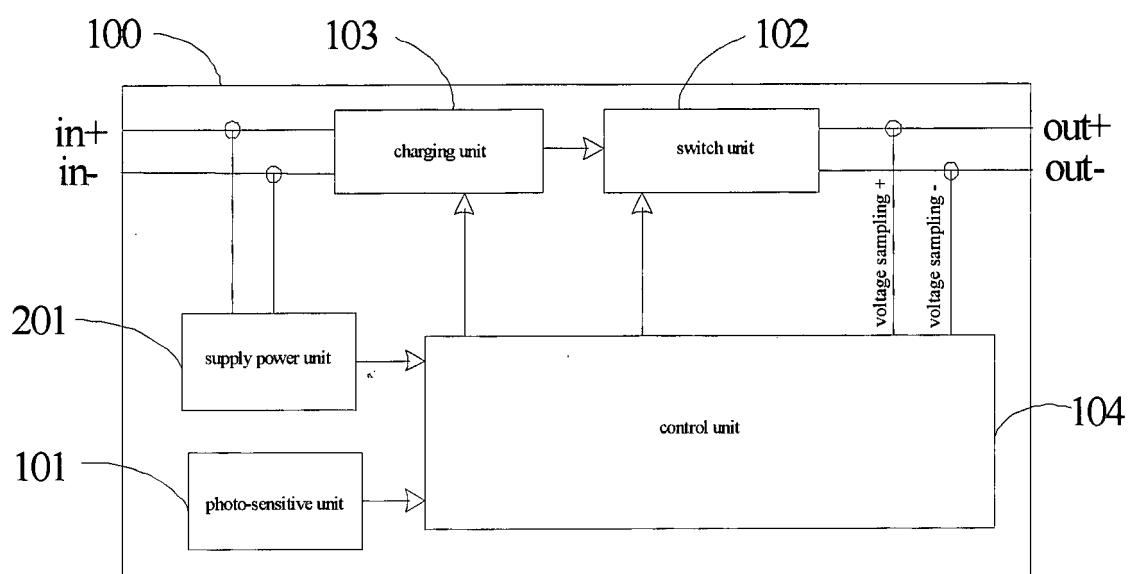 100
103
102
in+
in-
charging unit
switch unit
out+
out-
voltage sampling +
voltage sampling -
201
supply power unit
control unit
104
101
photo-sensitive unit